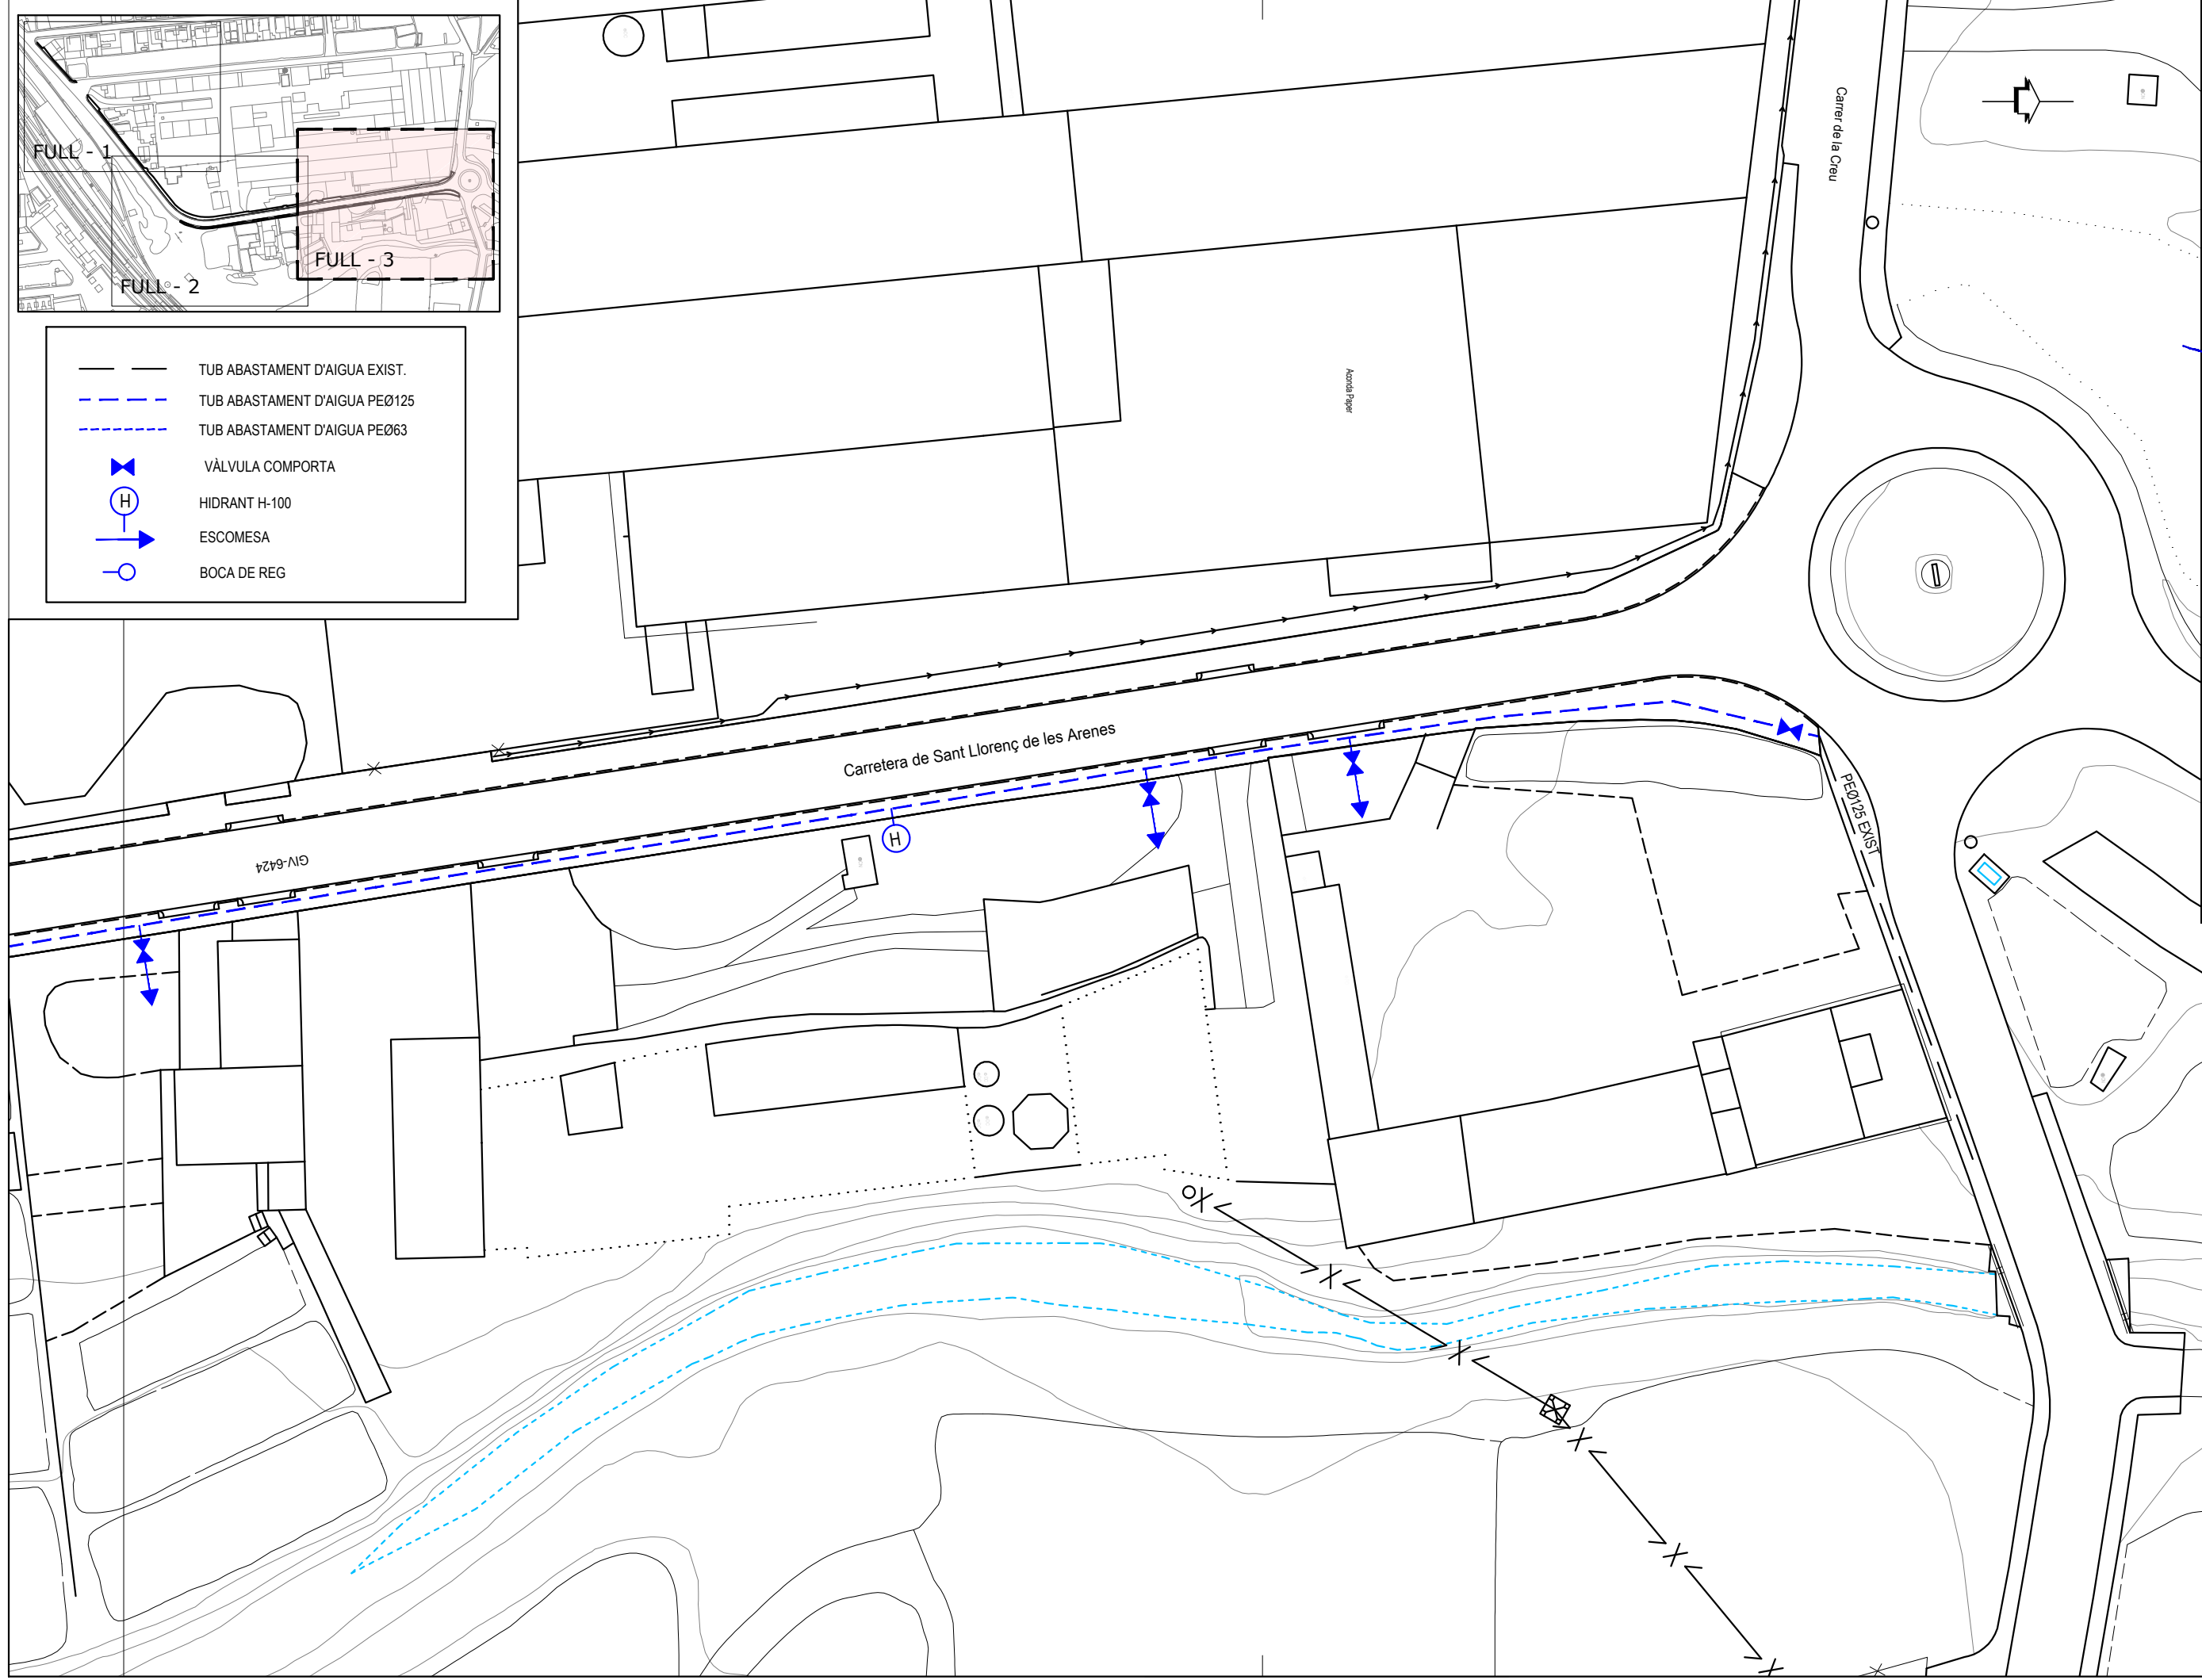 FULL - 1
FULL - 3
FULL - 2
TUB ABASTAMENT D'AIGUA EXIST.
TUB ABASTAMENT D'AIGUA PEØ125
TUB ABASTAMENT D'AIGUA PEØ63
VÀLVULA COMPORTA
H
HIDRANT H-100
ESCOMESA
BOCA DE REG
Carrer de la Creu
Aconda Paper
Carretera de Sant Llorenç de les Arenes
H
GIV-6424
PEØ125 EXIST